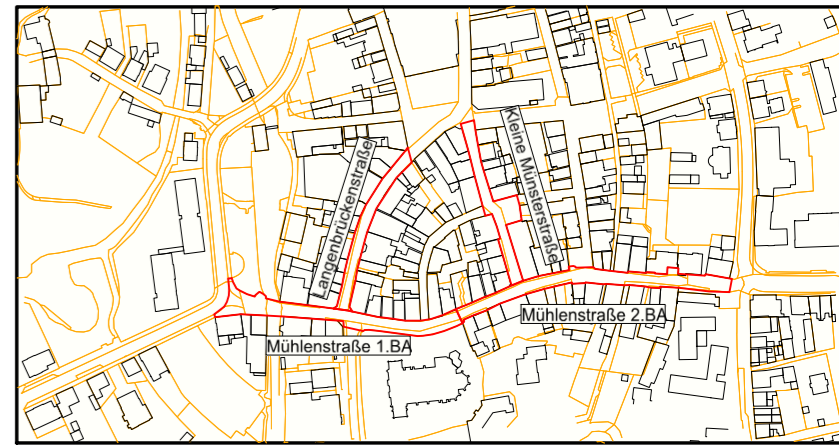 Langenbrückenstraße
Kleine Münsterstraße
Mühlenstraße 1.BA
Mühlenstraße 2.BA